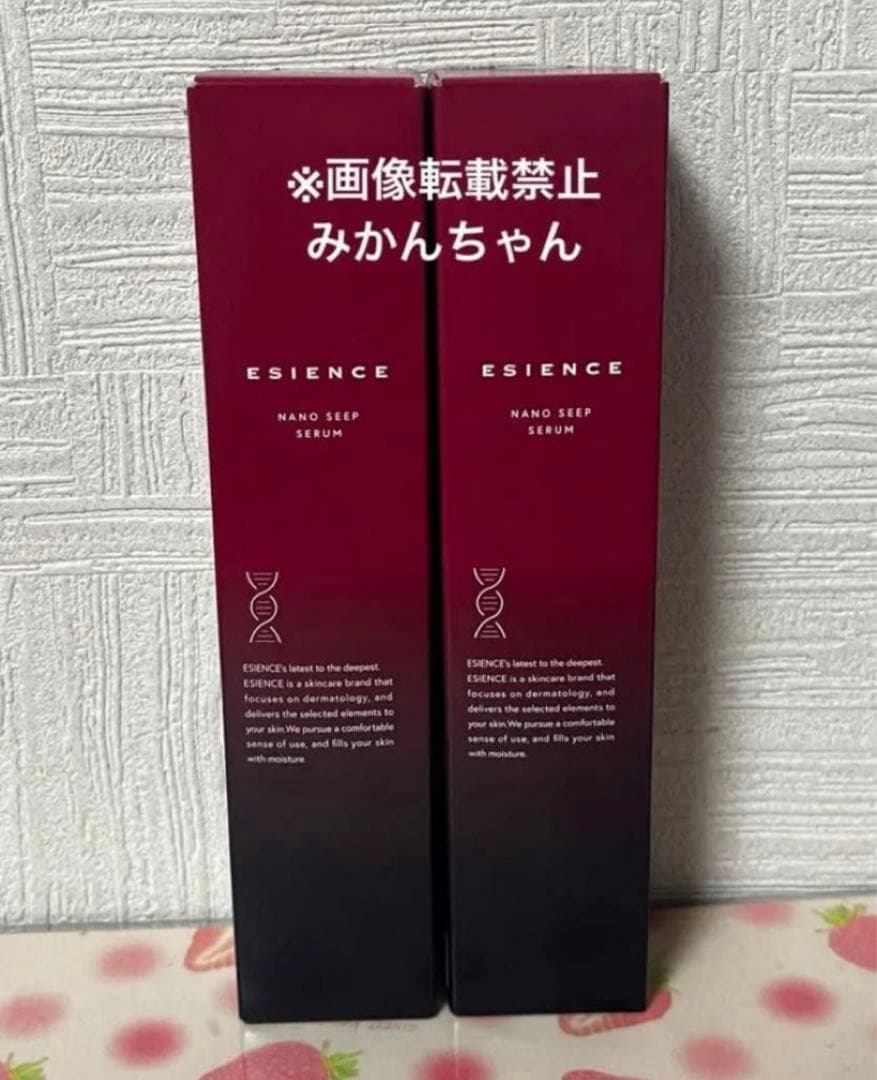 ※画像転載禁止
みかんちゃん
ESIENCE
NANO SEEP
SERUM
ESIENCE's latest to the deepest.
ESIENCE is a skincare brand that
focuses on dermatology, and
delivers the selected elements to
your skin.We pursue a comfortable
sense of use, and fills your skin
with moisture.
ESIENCE
NANO SEEP
SERUM
ESIENCE's latest to the deepest.
ESIENCE is a skincare brand that
focuses on dermatology, and
delivers the selected elements to
your skin.We pursue a comfortable
sense of use, and fills your skin
with moisture.